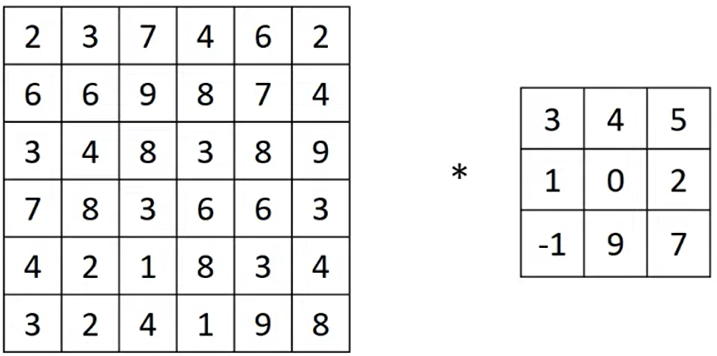 2 3 7 4 6 2
6 6 9 8 7 4
3 4 8 3 8 9
7 8 3 6 6 3
4 2 1 8 3 4
3 2 4 1 9 8
*
3 4 5
1 0 2
-1 9 7